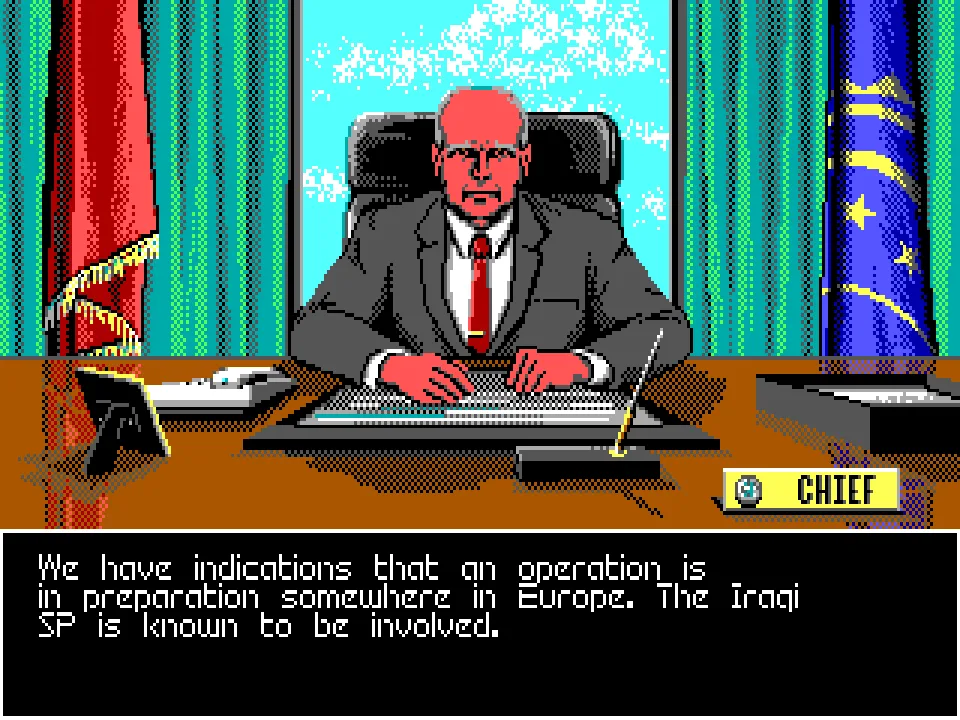 CHIEF
We have indications that an operation is
in preparation somewhere in Europe. The Iraqi
SP is known to be involved.